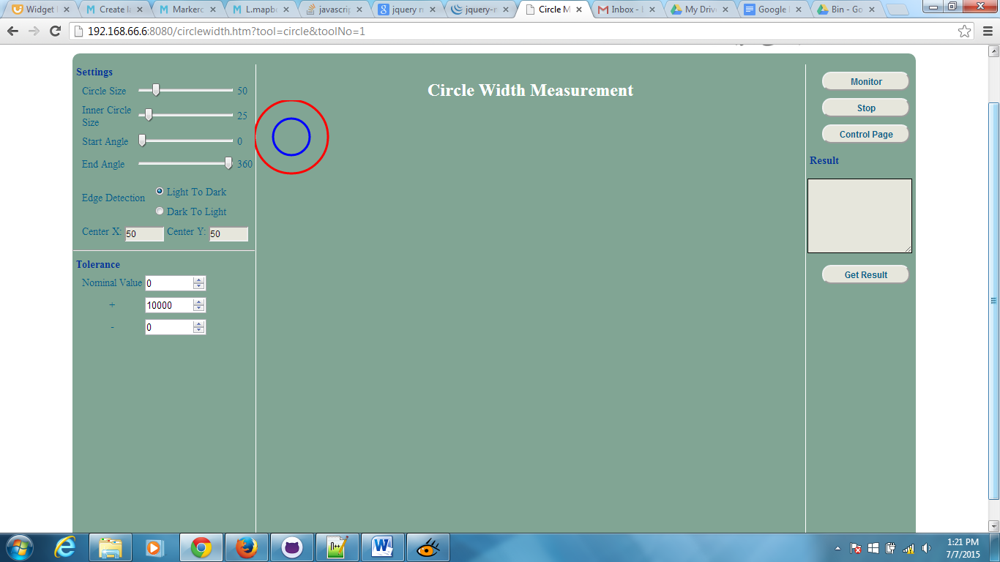 Widget
Create la
Markerc
L.mapb
javascrip
jquery n
jquery-r
Circle M
Inbox -
My Driv
Google
Bin - Go
192.168.66.6:8080/circlewidth.htm?tool=circle&toolNo=1
Settings
Circle Size 50
Inner Circle
Size 25
Start Angle 0
End Angle 360
Edge Detection
Light To Dark
Dark To Light
Center X: 50 Center Y: 50
Tolerance
Nominal Value 0
+ 10000
- 0
Circle Width Measurement
Monitor
Stop
Control Page
Result
Get Result
1:21 PM
7/7/2015